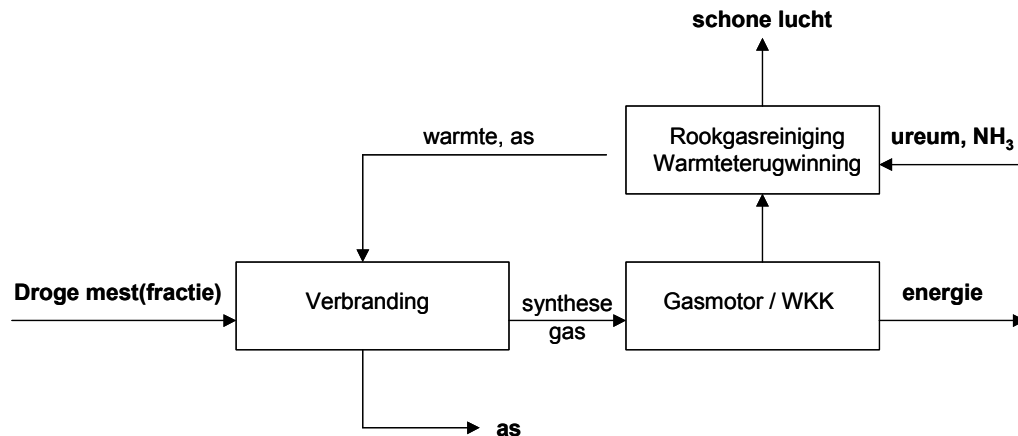 schone lucht
warmte, as
Rookgasreiniging
Warmteterugwinning
ureum, NH₃
Droge mest(fractie)
Verbranding
synthese
gas
Gasmotor / WKK
energie
as